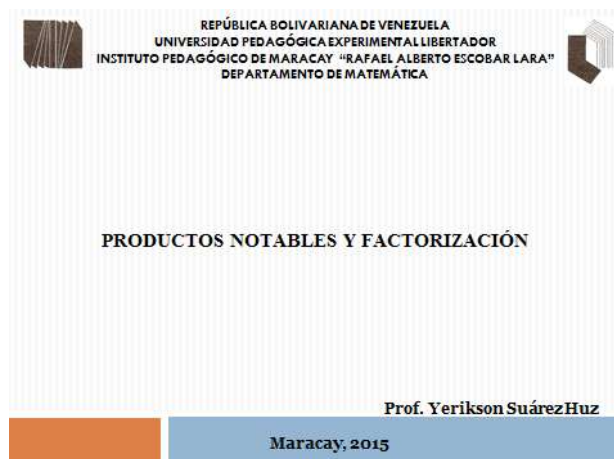 REPÚBLICA BOLIVARIANA DE VENEZUELA
UNIVERSIDAD PEDAGÓGICA EXPERIMENTAL LIBERTADOR
INSTITUTO PEDAGÓGICO DE MARACAY “RAFAEL ALBERTO ESCOBAR LARA”
DEPARTAMENTO DE MATEMÁTICA
PRODUCTOS NOTABLES Y FACTORIZACIÓN
Prof. Yerikson Suárez Huz
Maracay, 2015